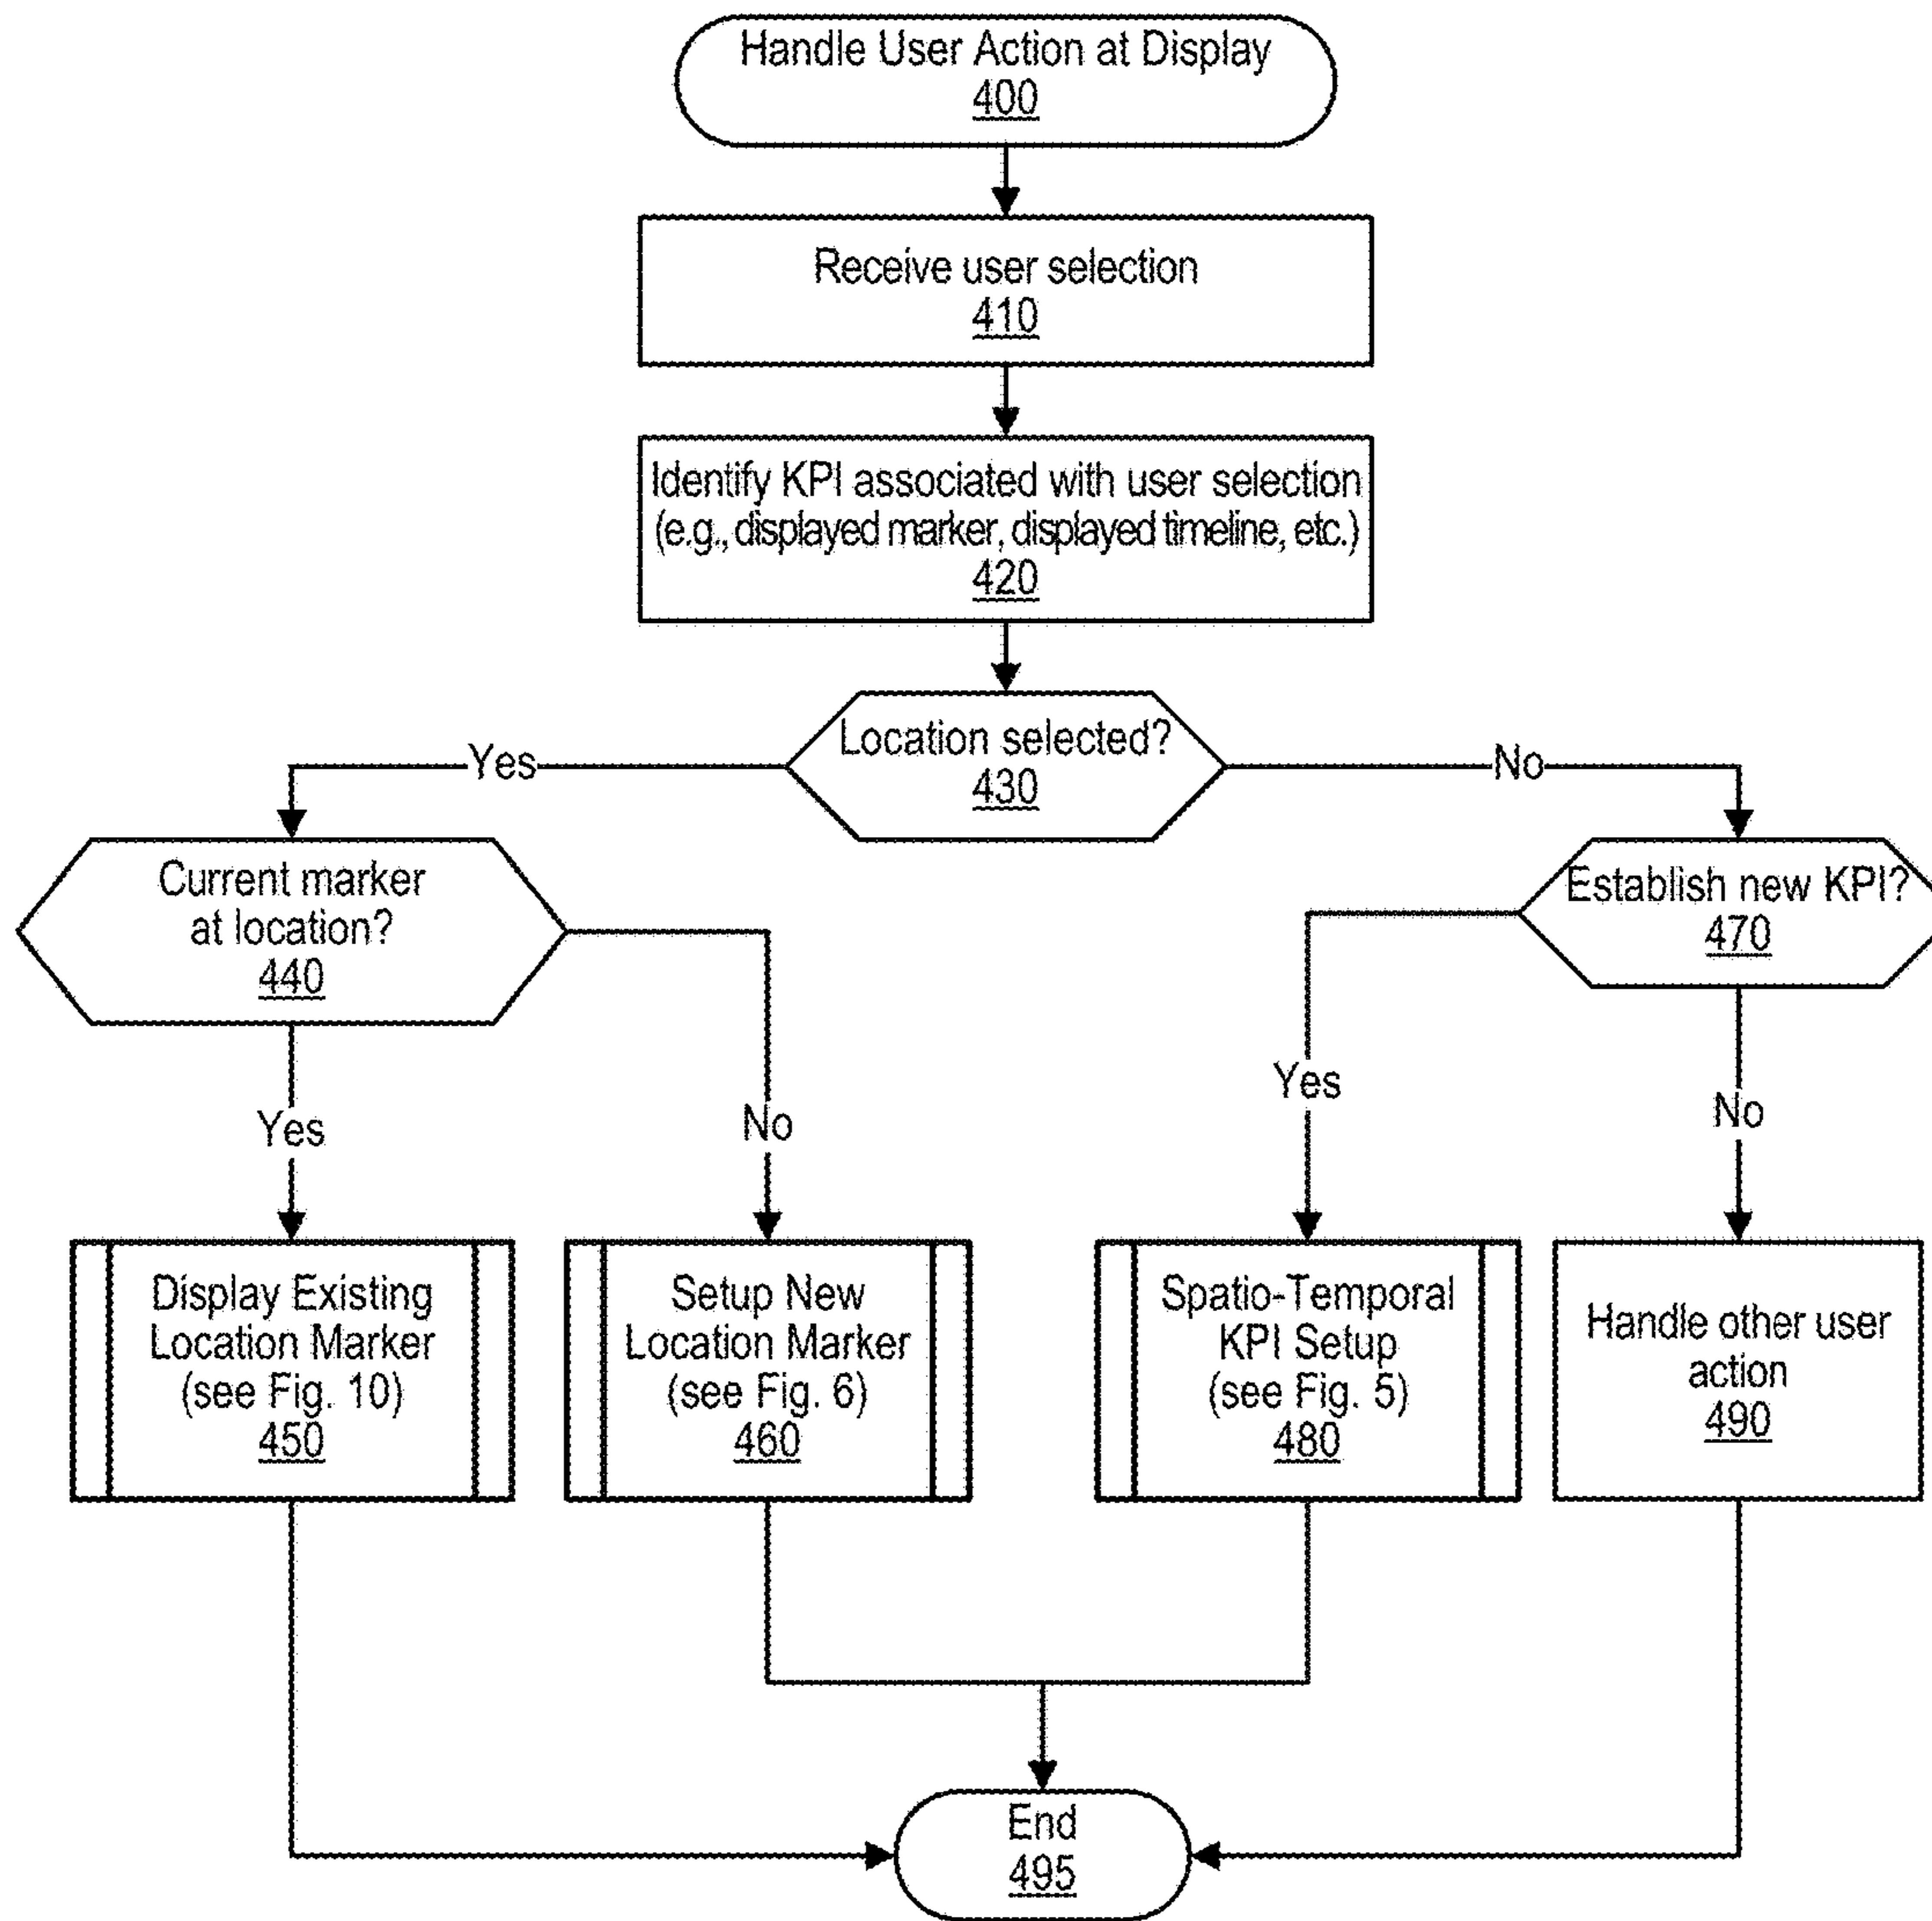 Handle User Action at Display
400
Receive user selection
410
Identify KPI associated with user selection
(e.g., displayed marker, displayed timeline, etc.)
420
Location selected?
430
Yes
No
Current marker
at location?
440
Establish new KPI?
470
Yes
No
Yes
No
Display Existing
Location Marker
(see Fig. 10)
450
Setup New
Location Marker
(see Fig. 6)
460
Spatio-Temporal
KPI Setup
(see Fig. 5)
480
Handle other user
action
490
End
495